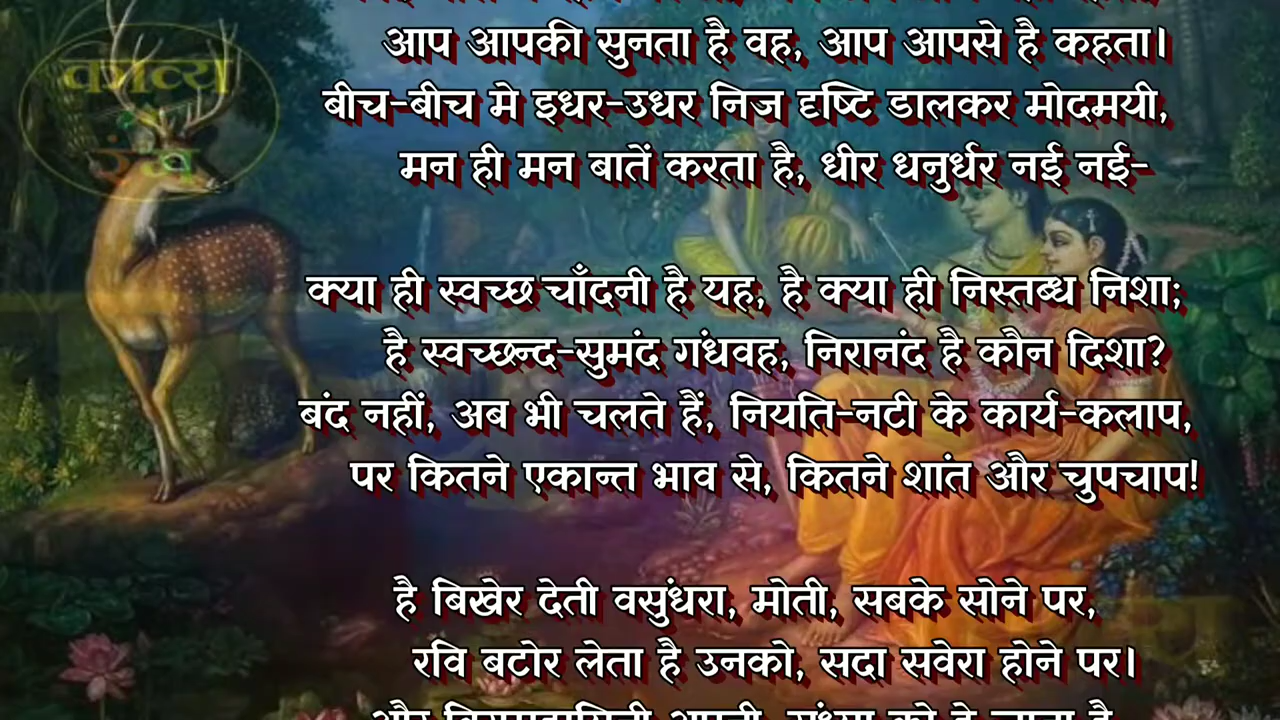 काव्य
आप आपकी सुनता है वह, आप आपसे है कहता।
बीच-बीच मे इधर-उधर निज दृष्टि डालकर मोदमयी,
मन ही मन बातें करता है, धीर धनुर्धर नई नई-
क्या ही स्वच्छ चाँदनी है यह, है क्या ही निस्तब्ध निशा;
है स्वच्छन्द-सुमंद गंधवह, निरानंद है कौन दिशा?
बंद नहीं, अब भी चलते हैं, नियति-नटी के कार्य-कलाप,
पर कितने एकान्त भाव से, कितने शांत और चुपचाप!
है बिखेर देती वसुंधरा, मोती, सबके सोने पर,
रवि बटोर लेता है उनको, सदा सवेरा होने पर।